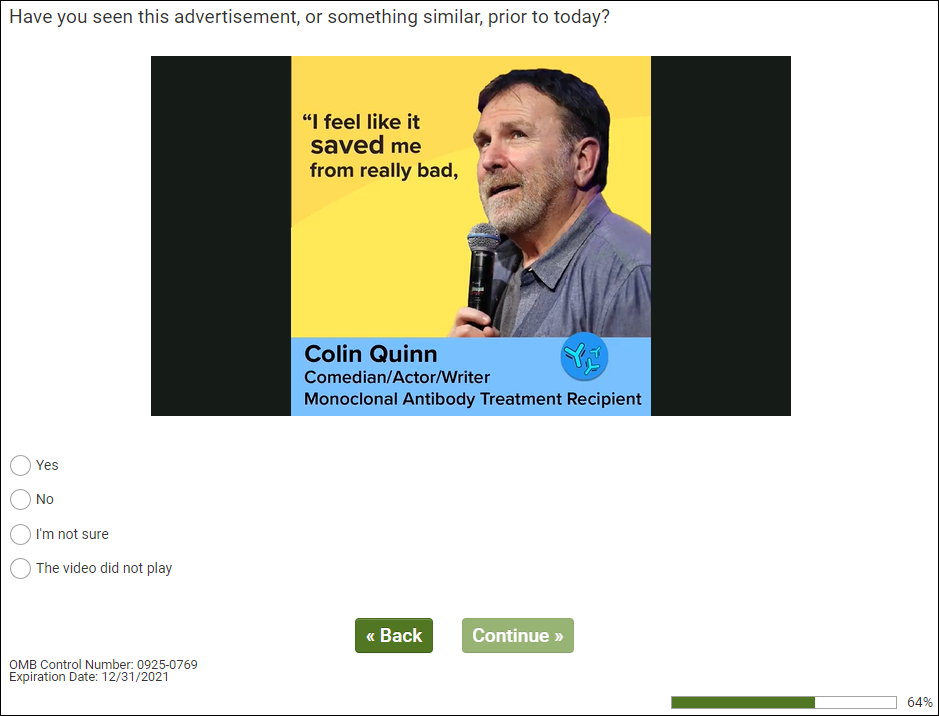 Have you seen this advertisement, or something similar, prior to today?
“I feel like it
saved me
from really bad,
Colin Quinn
Comedian/Actor/Writer
Monoclonal Antibody Treatment Recipient
Yes
No
I'm not sure
The video did not play
« Back
Continue »
OMB Control Number: 0925-0769
Expiration Date: 12/31/2021
64%